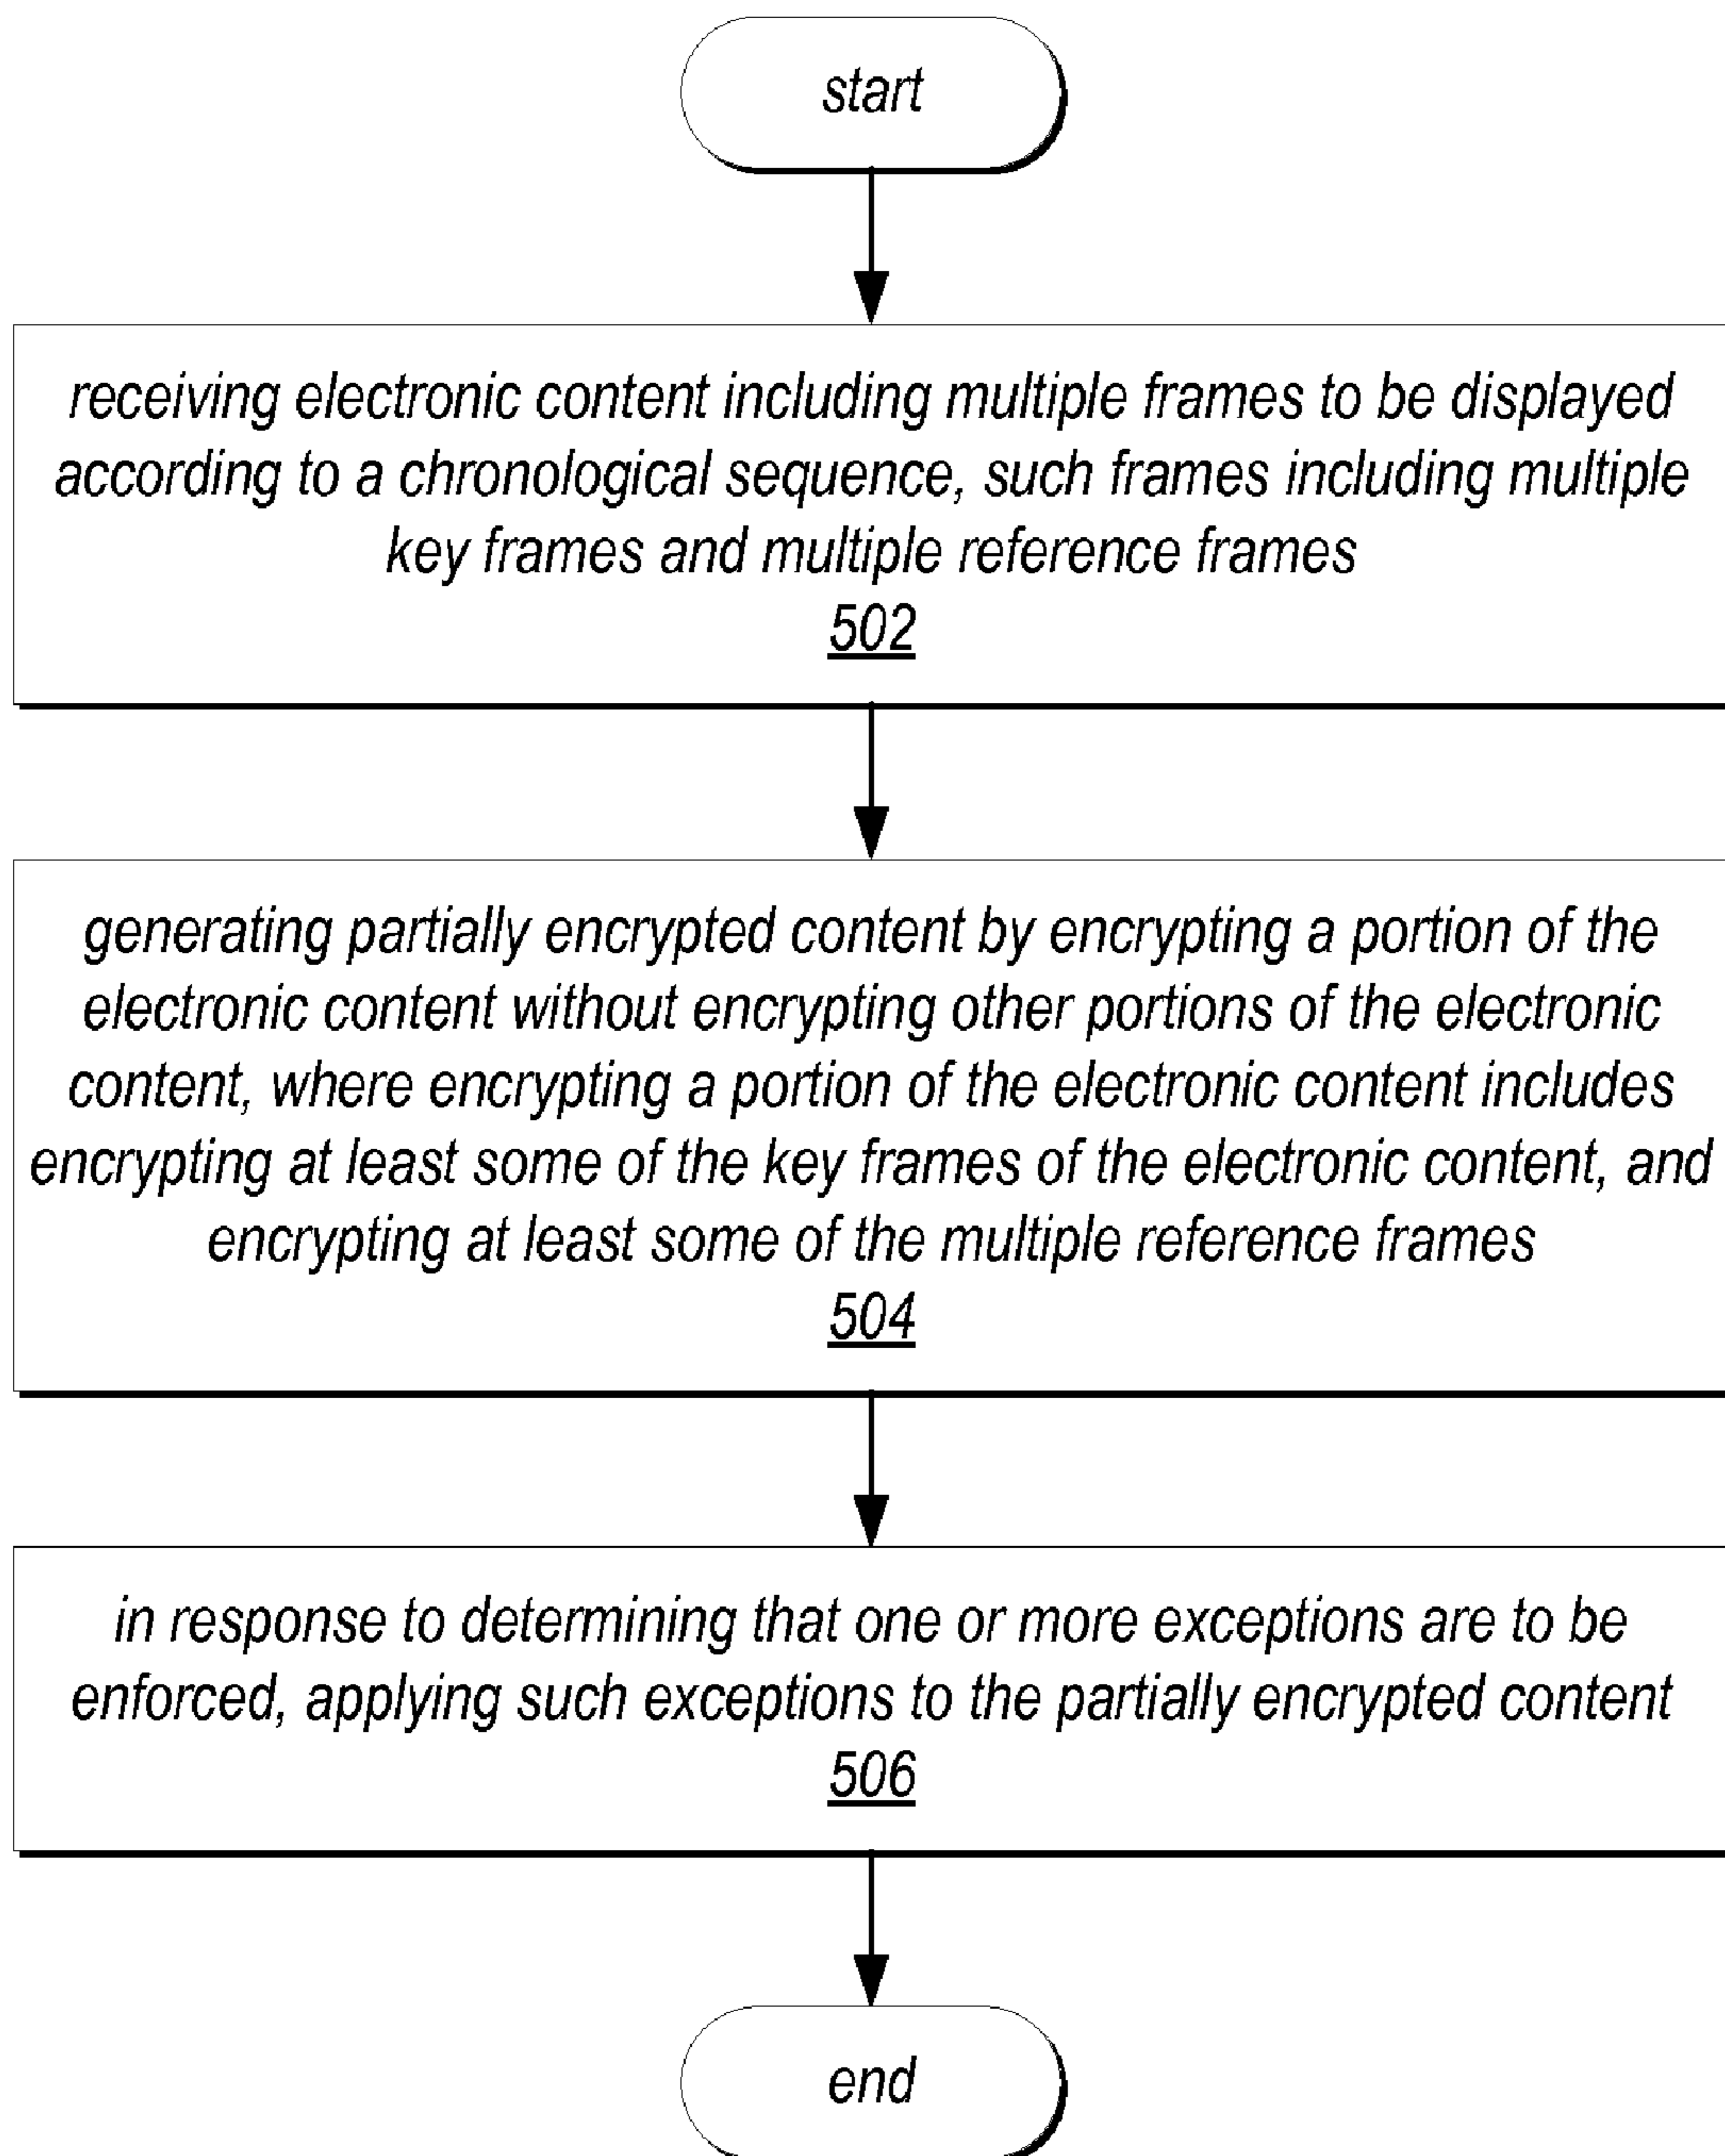 start
receiving electronic content including multiple frames to be displayed
according to a chronological sequence, such frames including multiple
key frames and multiple reference frames
502
generating partially encrypted content by encrypting a portion of the
electronic content without encrypting other portions of the electronic
content, where encrypting a portion of the electronic content includes
encrypting at least some of the key frames of the electronic content, and
encrypting at least some of the multiple reference frames
504
in response to determining that one or more exceptions are to be
enforced, applying such exceptions to the partially encrypted content
506
end